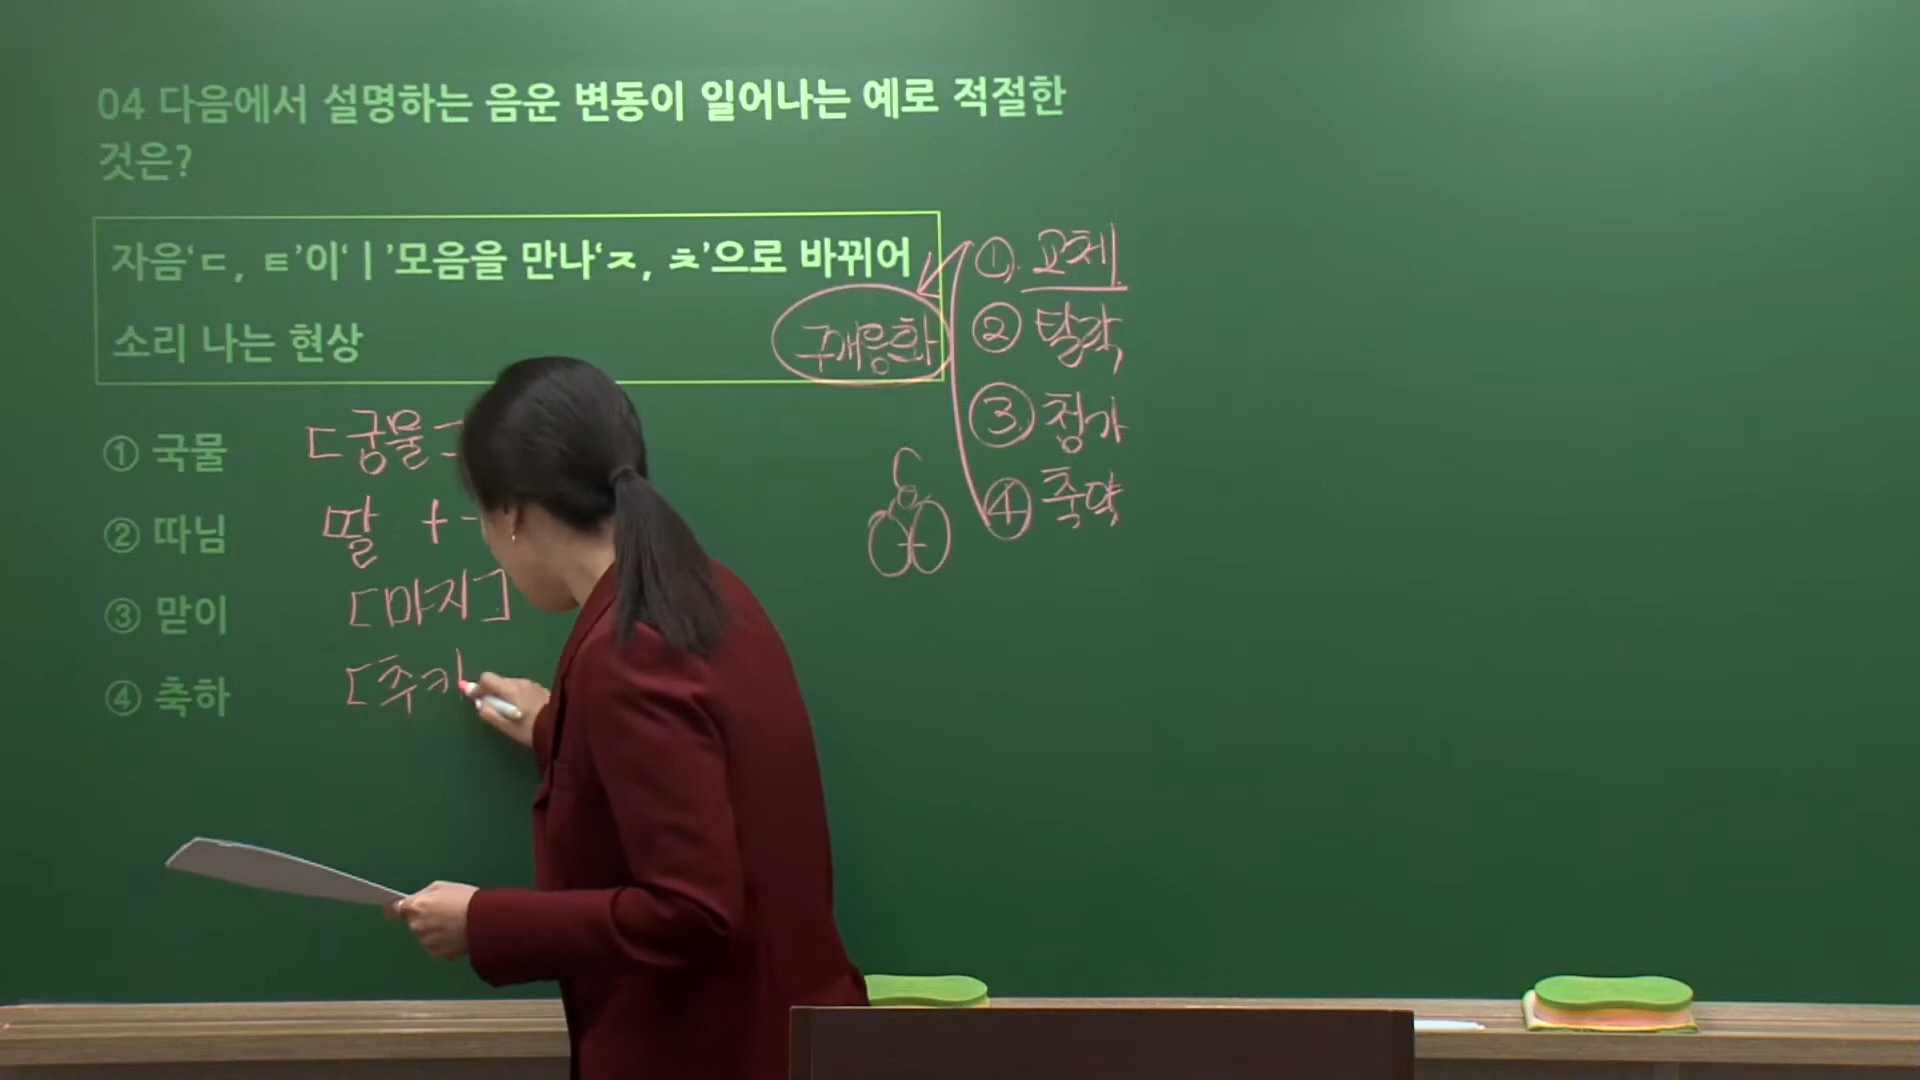 04 다음에서 설명하는 음운 변동이 일어나는 예로 적절한
것은?
자음‘ㄷ, ㅌ’이‘ㅣ’모음을 만나‘ㅈ, ㅊ’으로 바뀌어
소리 나는 현상
구개음화
① 교체
② 탈락
③ 첨가
④ 축약
① 국물 [궁물]
② 따님 딸 +
③ 맏이 [마지]
④ 축하 [추카